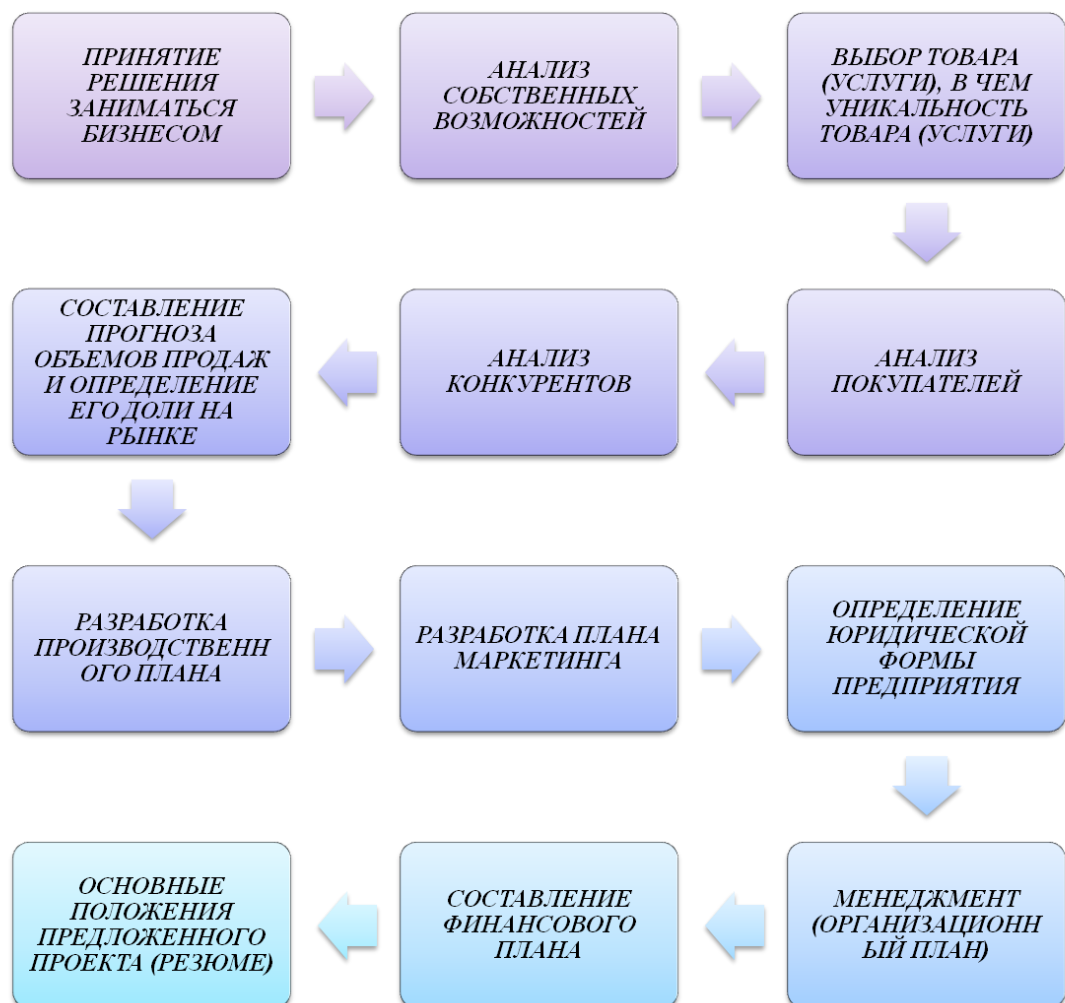 ПРИНЯТИЕ
РЕШЕНИЯ
ЗАНИМАТЬСЯ
БИЗНЕСОМ
АНАЛИЗ
СОБСТВЕННЫХ
ВОЗМОЖНОСТЕЙ
ВЫБОР ТОВАРА
(УСЛУГИ), В ЧЕМ
УНИКАЛЬНОСТЬ
ТОВАРА (УСЛУГИ)
АНАЛИЗ
ПОКУПАТЕЛЕЙ
АНАЛИЗ
КОНКУРЕНТОВ
СОСТАВЛЕНИЕ
ПРОГНОЗА
ОБЪЕМОВ ПРОДАЖ
И ОПРЕДЕЛЕНИЕ
ЕГО ДОЛИ НА
РЫНКЕ
РАЗРАБОТКА
ПРОИЗВОДСТВЕНН
ОГО ПЛАНА
РАЗРАБОТКА ПЛАНА
МАРКЕТИНГА
ОПРЕДЕЛЕНИЕ
ЮРИДИЧЕСКОЙ
ФОРМЫ
ПРЕДПРИЯТИЯ
МЕНЕДЖМЕНТ
(ОРГАНИЗАЦИОНН
ЫЙ ПЛАН)
СОСТАВЛЕНИЕ
ФИНАНСОВОГО
ПЛАНА
ОСНОВНЫЕ
ПОЛОЖЕНИЯ
ПРЕДЛОЖЕННОГО
ПРОЕКТА (РЕЗЮМЕ)